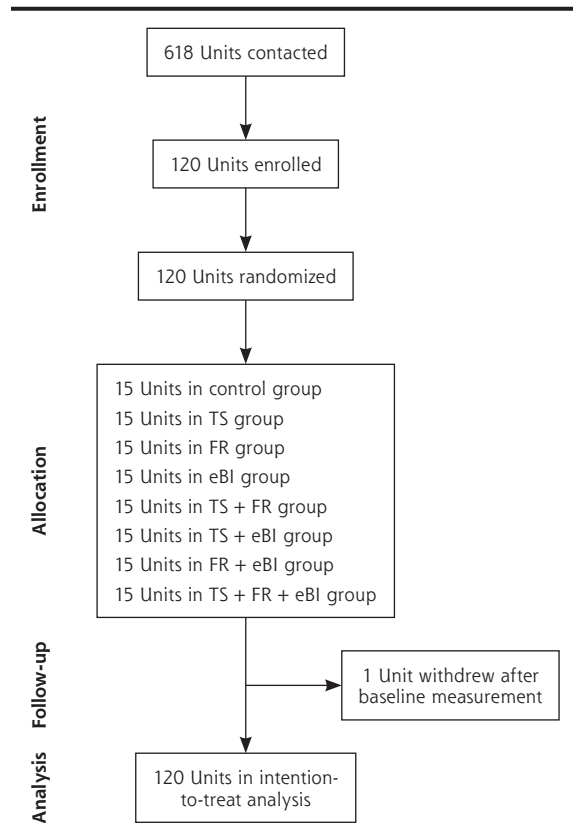 Enrollment
618 Units contacted
120 Units enrolled
120 Units randomized
Allocation
15 Units in control group
15 Units in TS group
15 Units in FR group
15 Units in eBI group
15 Units in TS + FR group
15 Units in TS + eBI group
15 Units in FR + eBI group
15 Units in TS + FR + eBI group
Follow-up
1 Unit withdrew after
baseline measurement
Analysis
120 Units in intention-
to-treat analysis